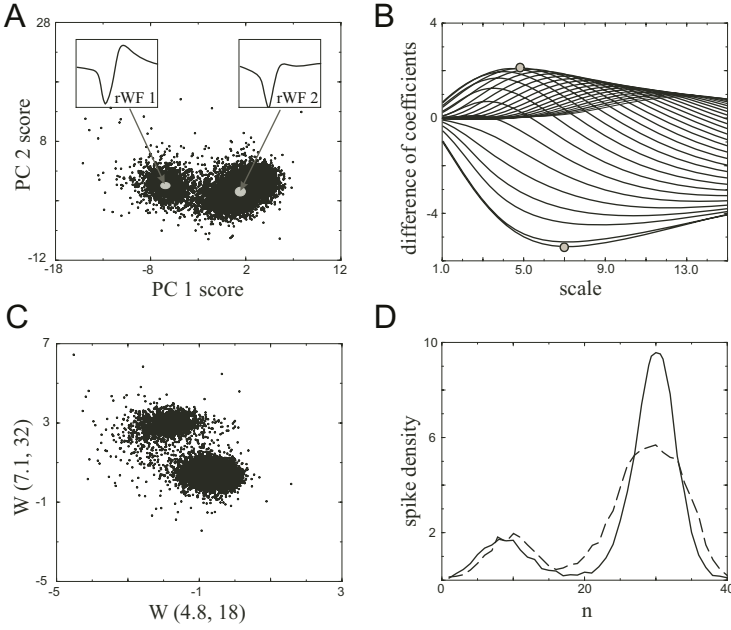 A
28
8
-12
-18
-8
2
12
PC 2 score
PC 1 score
rWF 1
rWF 2
B
4
0
-4
1.0
5.0
9.0
13.0
difference of coefficients
scale
C
7
3
-1
-5
-5
-1
3
W (7.1, 32)
W (4.8, 18)
D
10
6
2
0
20
40
spike density
n